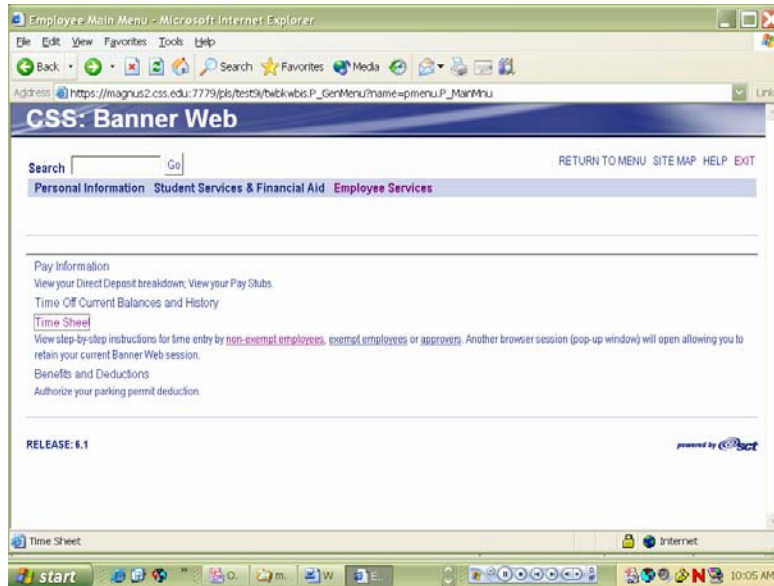 Employee Main Menu - Microsoft Internet Explorer
File Edit View Favorites Tools Help
Back Search Favorites Media
Address https://magnus2.css.edu:7779/pls/test9i/twbkwbis.P_GenMenu?name=pmenu.P_MainMnu Link
CSS: Banner Web
Search Go RETURN TO MENU SITE MAP HELP EXIT
Personal Information Student Services & Financial Aid Employee Services
Pay Information
View your Direct Deposit breakdown; View your Pay Stubs.
Time Off Current Balances and History
Time Sheet
View step-by-step instructions for time entry by non-exempt employees, exempt employees or approvers. Another browser session (pop-up window) will open allowing you to
retain your current Banner Web session.
Benefits and Deductions
Authorize your parking permit deduction.
RELEASE: 6.1 powered by sct
Time Sheet Internet
start O. m. W E. N 10:05 AM